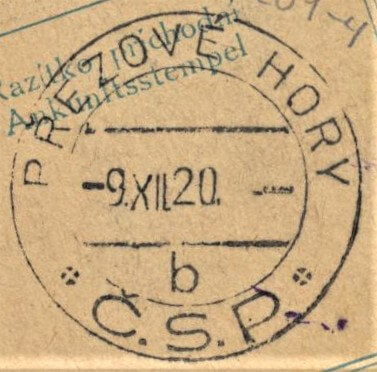 Razítko příchodní
Ankunftsstempel
PŘEZOVÉ HORY
-9.XII.20.
b
Č.S.P.